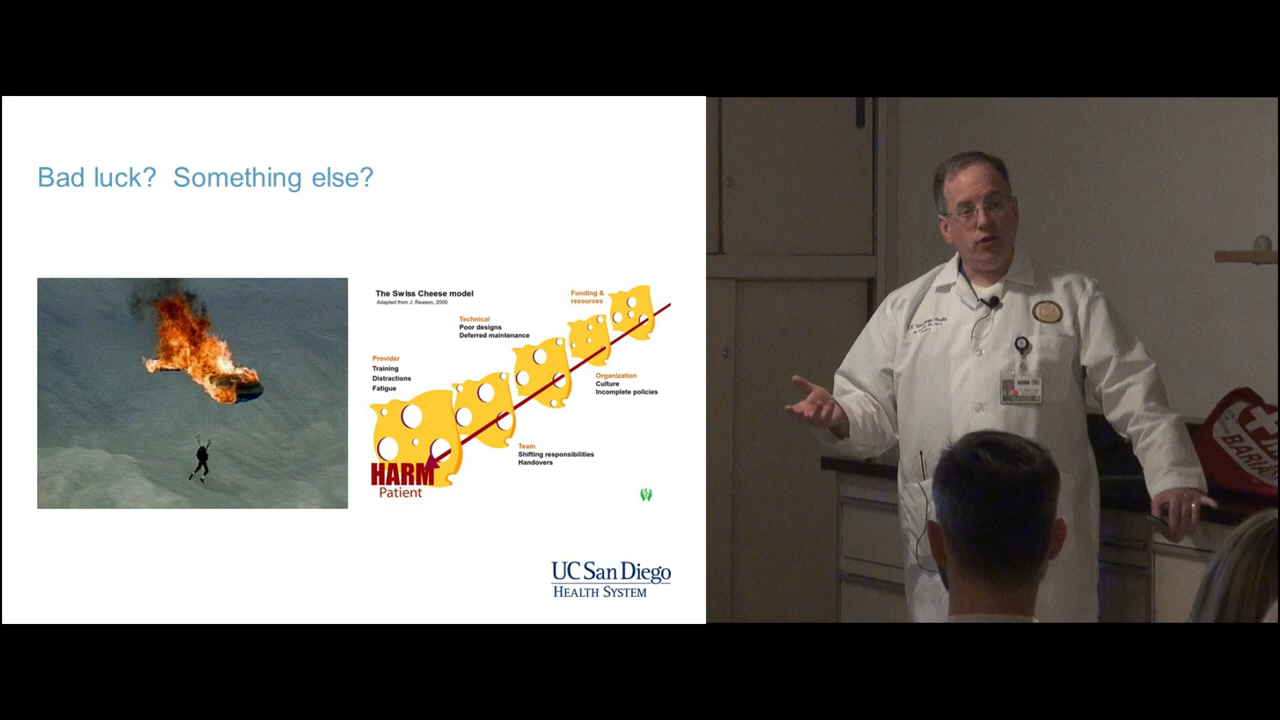 Bad luck? Something else?
The Swiss Cheese model
Adapted from J. Reason, 2000
Funding &
resources
Technical
Poor designs
Deferred maintenance
Provider
Training
Distractions
Fatigue
Organization
Culture
Incomplete policies
Team
Shifting responsibilities
Handovers
HARM
Patient
UC San Diego
HEALTH SYSTEM
BARIA